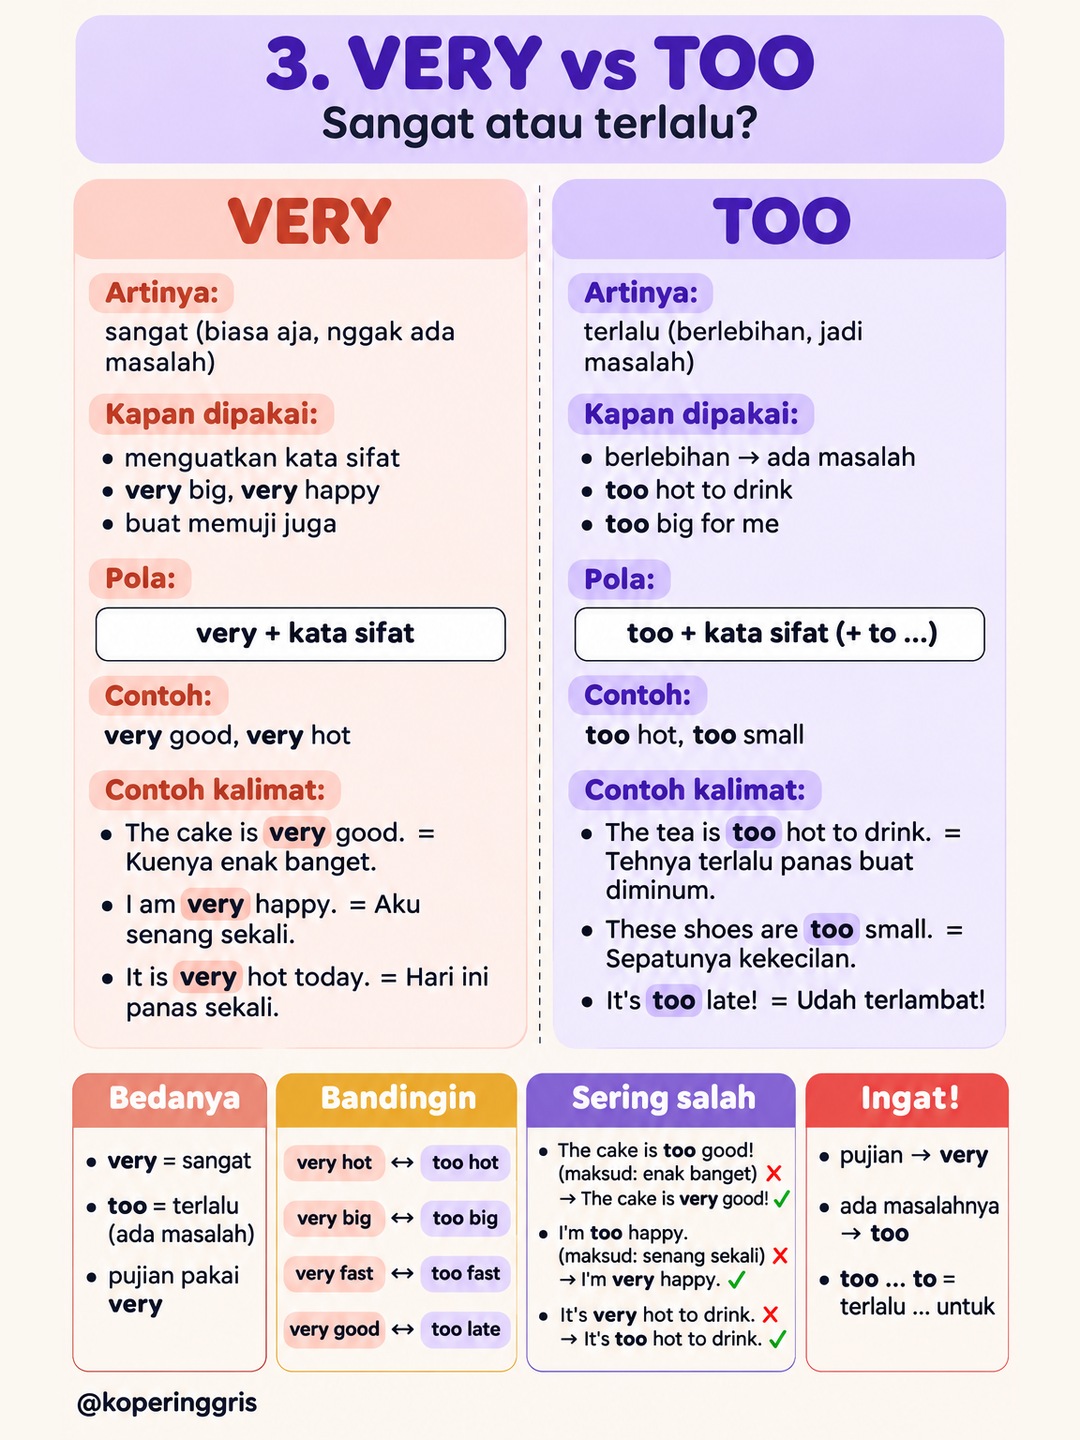 3. VERY vs TOO
Sangat atau terlalu?
VERY
Artinya:
sangat (biasa aja, nggak ada
masalah)
Kapan dipakai:
• menguatkan kata sifat
• very big, very happy
• buat memuji juga
Pola:
very + kata sifat
Contoh:
very good, very hot
Contoh kalimat:
• The cake is very good. =
Kuenya enak banget.
• I am very happy. = Aku
senang sekali.
• It is very hot today. = Hari ini
panas sekali.
TOO
Artinya:
terlalu (berlebihan, jadi
masalah)
Kapan dipakai:
• berlebihan → ada masalah
• too hot to drink
• too big for me
Pola:
too + kata sifat (+ to ...)
Contoh:
too hot, too small
Contoh kalimat:
• The tea is too hot to drink. =
Tehnya terlalu panas buat
diminum.
• These shoes are too small. =
Sepatunya kekecilan.
• It's too late! = Udah terlambat!
Bedanya
• very = sangat
• too = terlalu
(ada masalah)
• pujian pakai
very
Bandingin
very hot ↔ too hot
very big ↔ too big
very fast ↔ too fast
very good ↔ too late
Sering salah
• The cake is too good!
(maksud: enak banget) ✗
→ The cake is very good! ✓
• I'm too happy.
(maksud: senang sekali) ✗
→ I'm very happy. ✓
• It's very hot to drink. ✗
→ It's too hot to drink. ✓
Ingat!
• pujian → very
• ada masalahnya
→ too
• too ... to =
terlalu ... untuk
@koperinggris